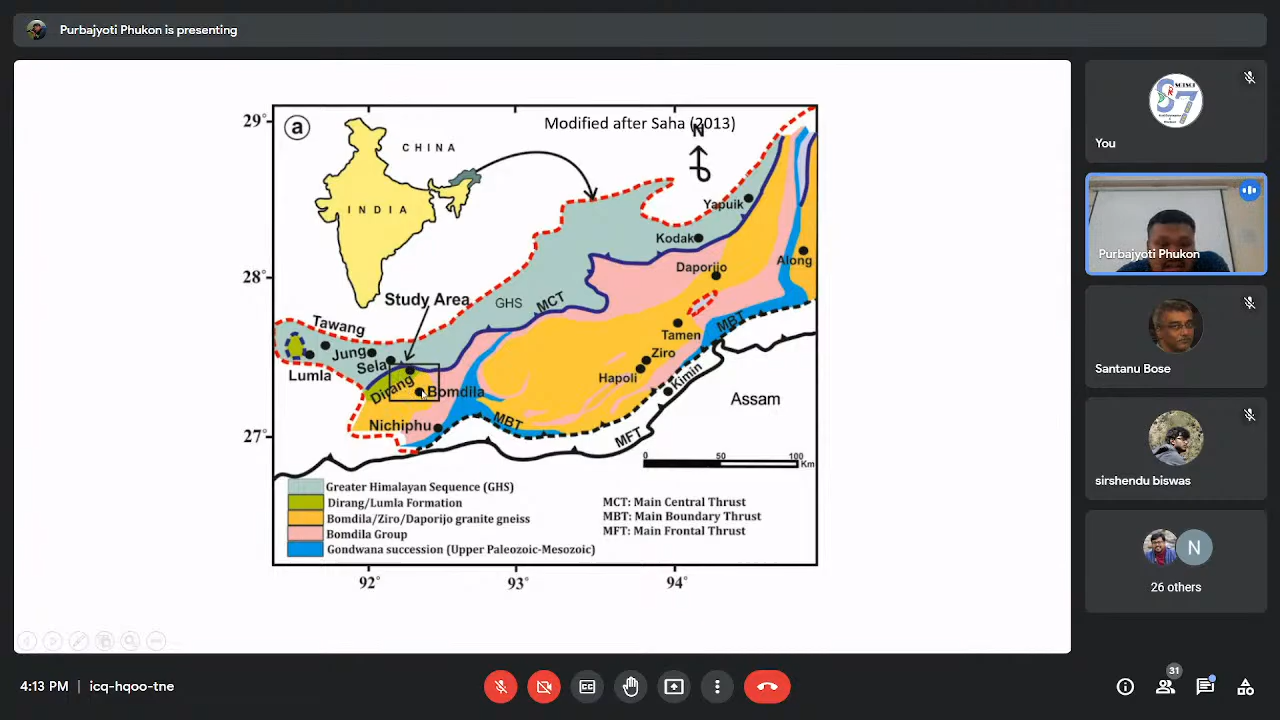 Purbajyoti Phukon is presenting
29°
a
Modified after Saha (2013)
N
CHINA
INDIA
Yapuik
Kodak
Along
28°
Daporijo
Study Area
GHS
MCT
Tawang
MBT
Tamen
Jung
Sela
Ziro
Lumla
Hapoli
Kimin
Dirang
Bomdila
Assam
Nichiphu
MBT
27°
MFT
0 50 100
Km
Greater Himalayan Sequence (GHS)
Dirang/Lumla Formation
Bomdila/Ziro/Daporijo granite gneiss
Bomdila Group
Gondwana succession (Upper Paleozoic-Mesozoic)
MCT: Main Central Thrust
MBT: Main Boundary Thrust
MFT: Main Frontal Thrust
92° 93° 94°
You
Purbajyoti Phukon
Santanu Bose
sirshendu biswas
N
26 others
4:13 PM | icq-hqoo-tne
31